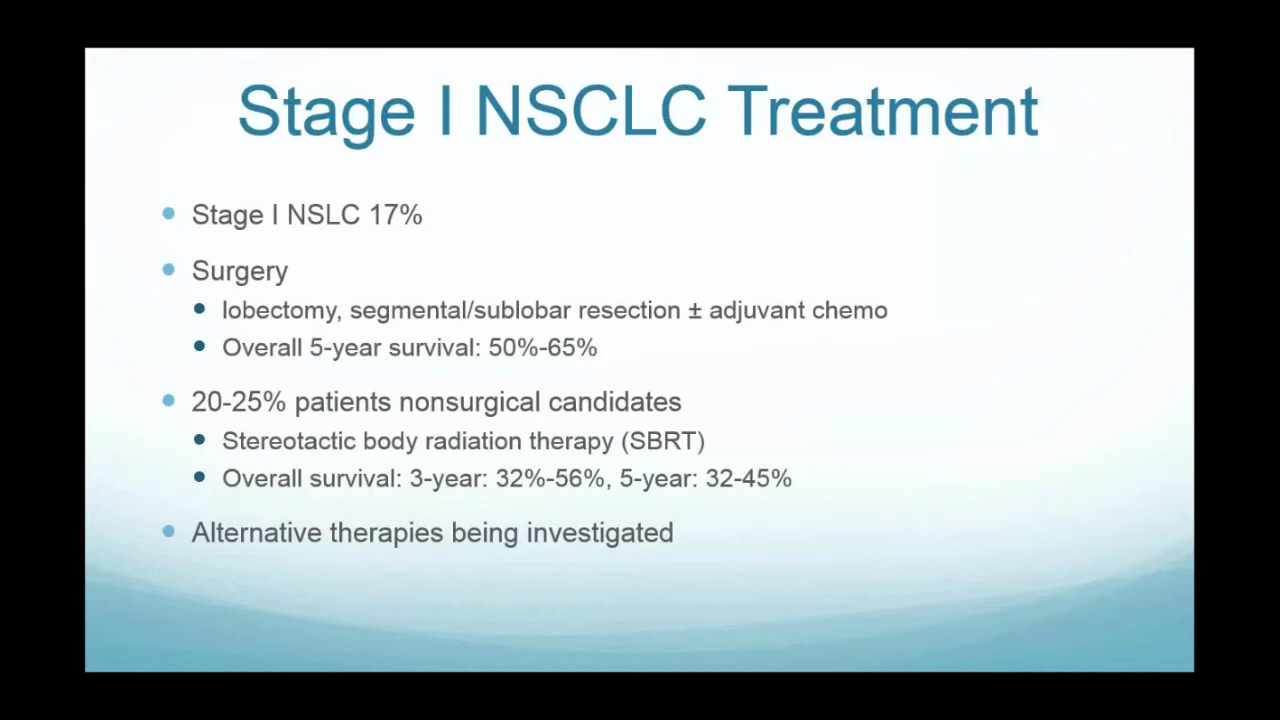 Stage I NSCLC Treatment
Stage I NSLC 17%
Surgery
lobectomy, segmental/sublobar resection ± adjuvant chemo
Overall 5-year survival: 50%-65%
20-25% patients nonsurgical candidates
Stereotactic body radiation therapy (SBRT)
Overall survival: 3-year: 32%-56%, 5-year: 32-45%
Alternative therapies being investigated